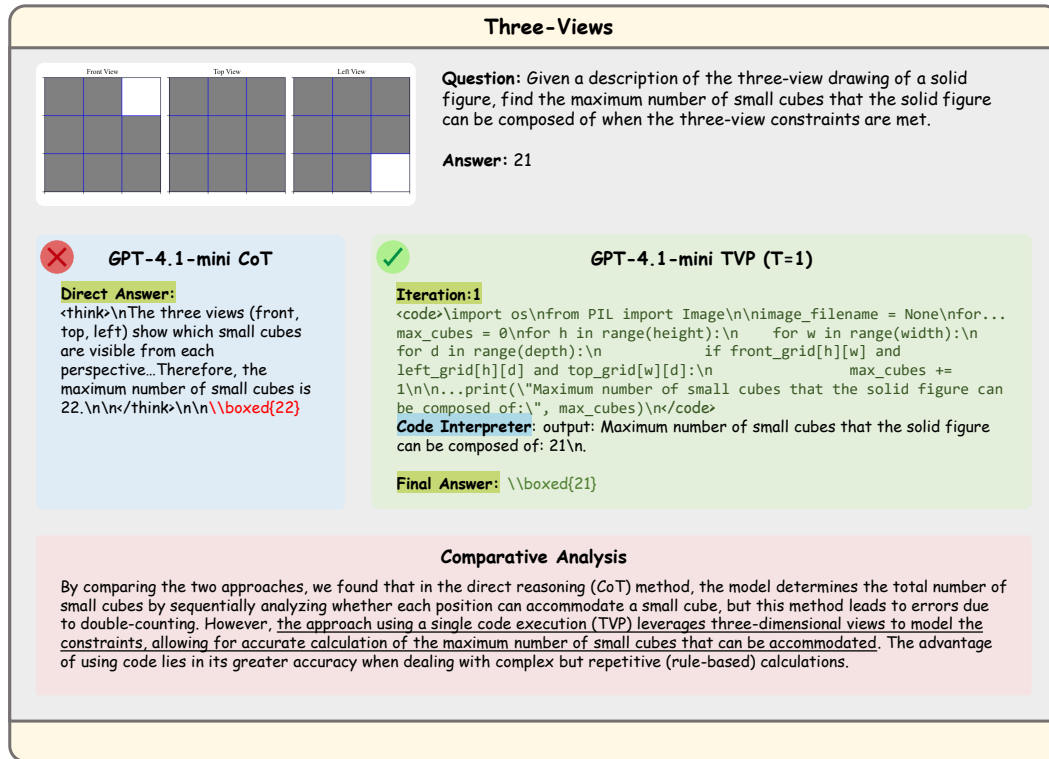 Three-Views
Front View
Top View
Left View
Question: Given a description of the three-view drawing of a solid
figure, find the maximum number of small cubes that the solid figure
can be composed of when the three-view constraints are met.
Answer: 21
GPT-4.1-mini CoT
Direct Answer:
<think>\nThe three views (front,
top, left) show which small cubes
are visible from each
perspective…Therefore, the
maximum number of small cubes is
22.\n\n</think>\n\n\\boxed{22}
GPT-4.1-mini TVP (T=1)
Iteration:1
<code>\import os\nfrom PIL import Image\n\nimage_filename = None\nfor...
max_cubes = 0\nfor h in range(height):\n    for w in range(width):\n
for d in range(depth):\n            if front_grid[h][w] and
left_grid[h][d] and top_grid[w][d]:\n                max_cubes +=
1\n\n...print(\"Maximum number of small cubes that the solid figure can
be composed of:\", max_cubes)\n</code>
Code Interpreter: output: Maximum number of small cubes that the solid figure
can be composed of: 21\n.
Final Answer: \\boxed{21}
Comparative Analysis
By comparing the two approaches, we found that in the direct reasoning (CoT) method, the model determines the total number of
small cubes by sequentially analyzing whether each position can accommodate a small cube, but this method leads to errors due
to double-counting. However, the approach using a single code execution (TVP) leverages three-dimensional views to model the
constraints, allowing for accurate calculation of the maximum number of small cubes that can be accommodated. The advantage
of using code lies in its greater accuracy when dealing with complex but repetitive (rule-based) calculations.